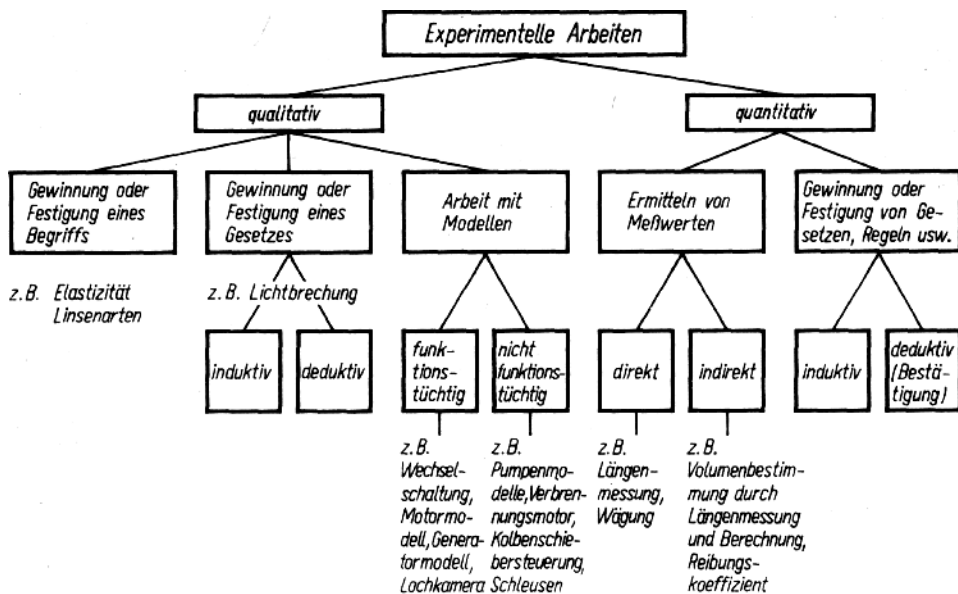 Experimentelle Arbeiten
qualitativ
quantitativ
Gewinnung oder
Festigung eines
Begriffs
Gewinnung oder
Festigung eines
Gesetzes
Arbeit mit
Modellen
Ermitteln von
Meßwerten
Gewinnung oder
Festigung von Ge-
setzen, Regeln usw.
z.B. Elastizität
Linsenarten
z.B. Lichtbrechung
induktiv
deduktiv
funk-
tions-
tüchtig
nicht
funktions-
tüchtig
direkt
indirekt
induktiv
deduktiv
(Bestä-
tigung)
z.B.
Wechsel-
schaltung,
Motormo-
dell, Genera-
tormodell,
Lochkamera
z.B.
Pumpenmo-
delle, Verbren-
nungsmotor,
Kolbenschie-
bersteuerung,
Schleusen
z.B.
Längen-
messung,
Wägung
z.B.
Volumenbestim-
mung durch
Längenmessung
und Berechnung,
Reibungs-
koeffizient